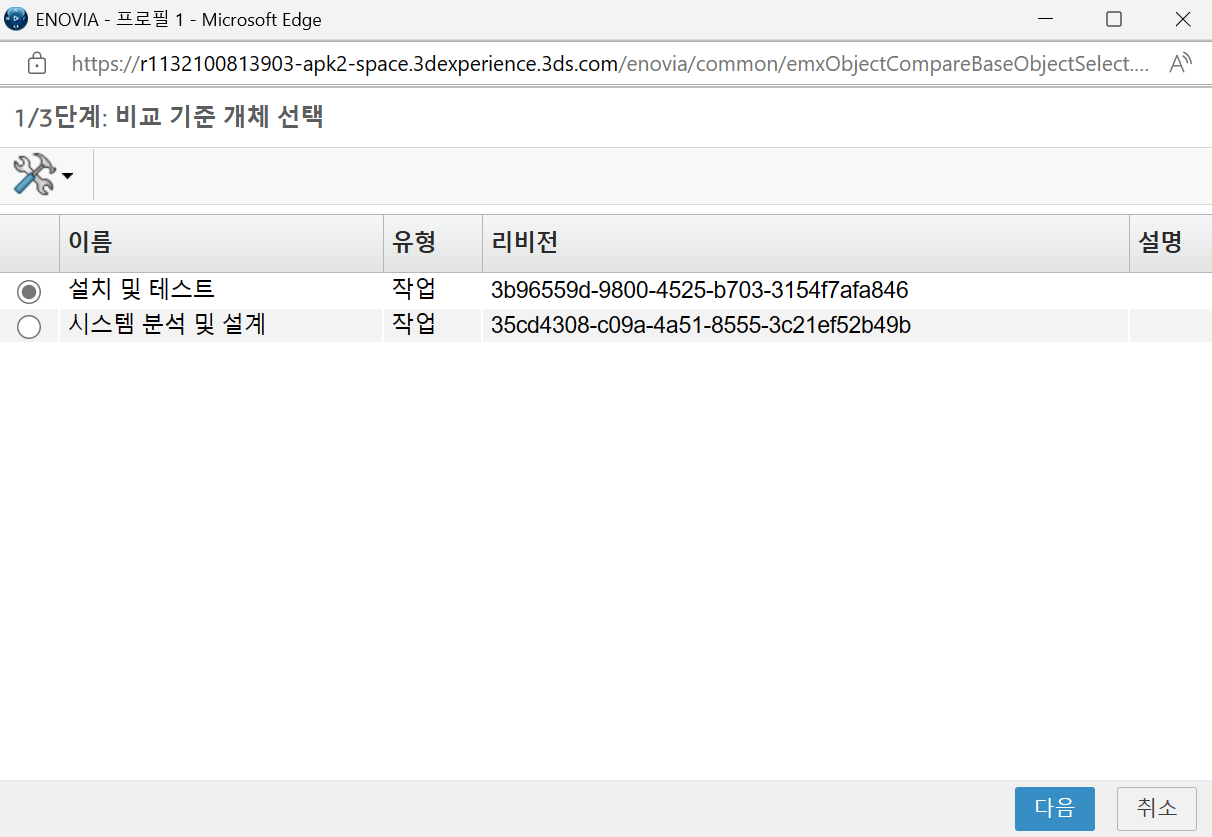 ENOVIA - 프로필 1 - Microsoft Edge
https://r1132100813903-apk2-space.3dexperience.3ds.com/enovia/common/emxObjectCompareBaseObjectSelect....
1/3단계: 비교 기준 개체 선택
이름 유형 리비전 설명
설치 및 테스트 작업 3b96559d-9800-4525-b703-3154f7afa846
시스템 분석 및 설계 작업 35cd4308-c09a-4a51-8555-3c21ef52b49b
다음 취소